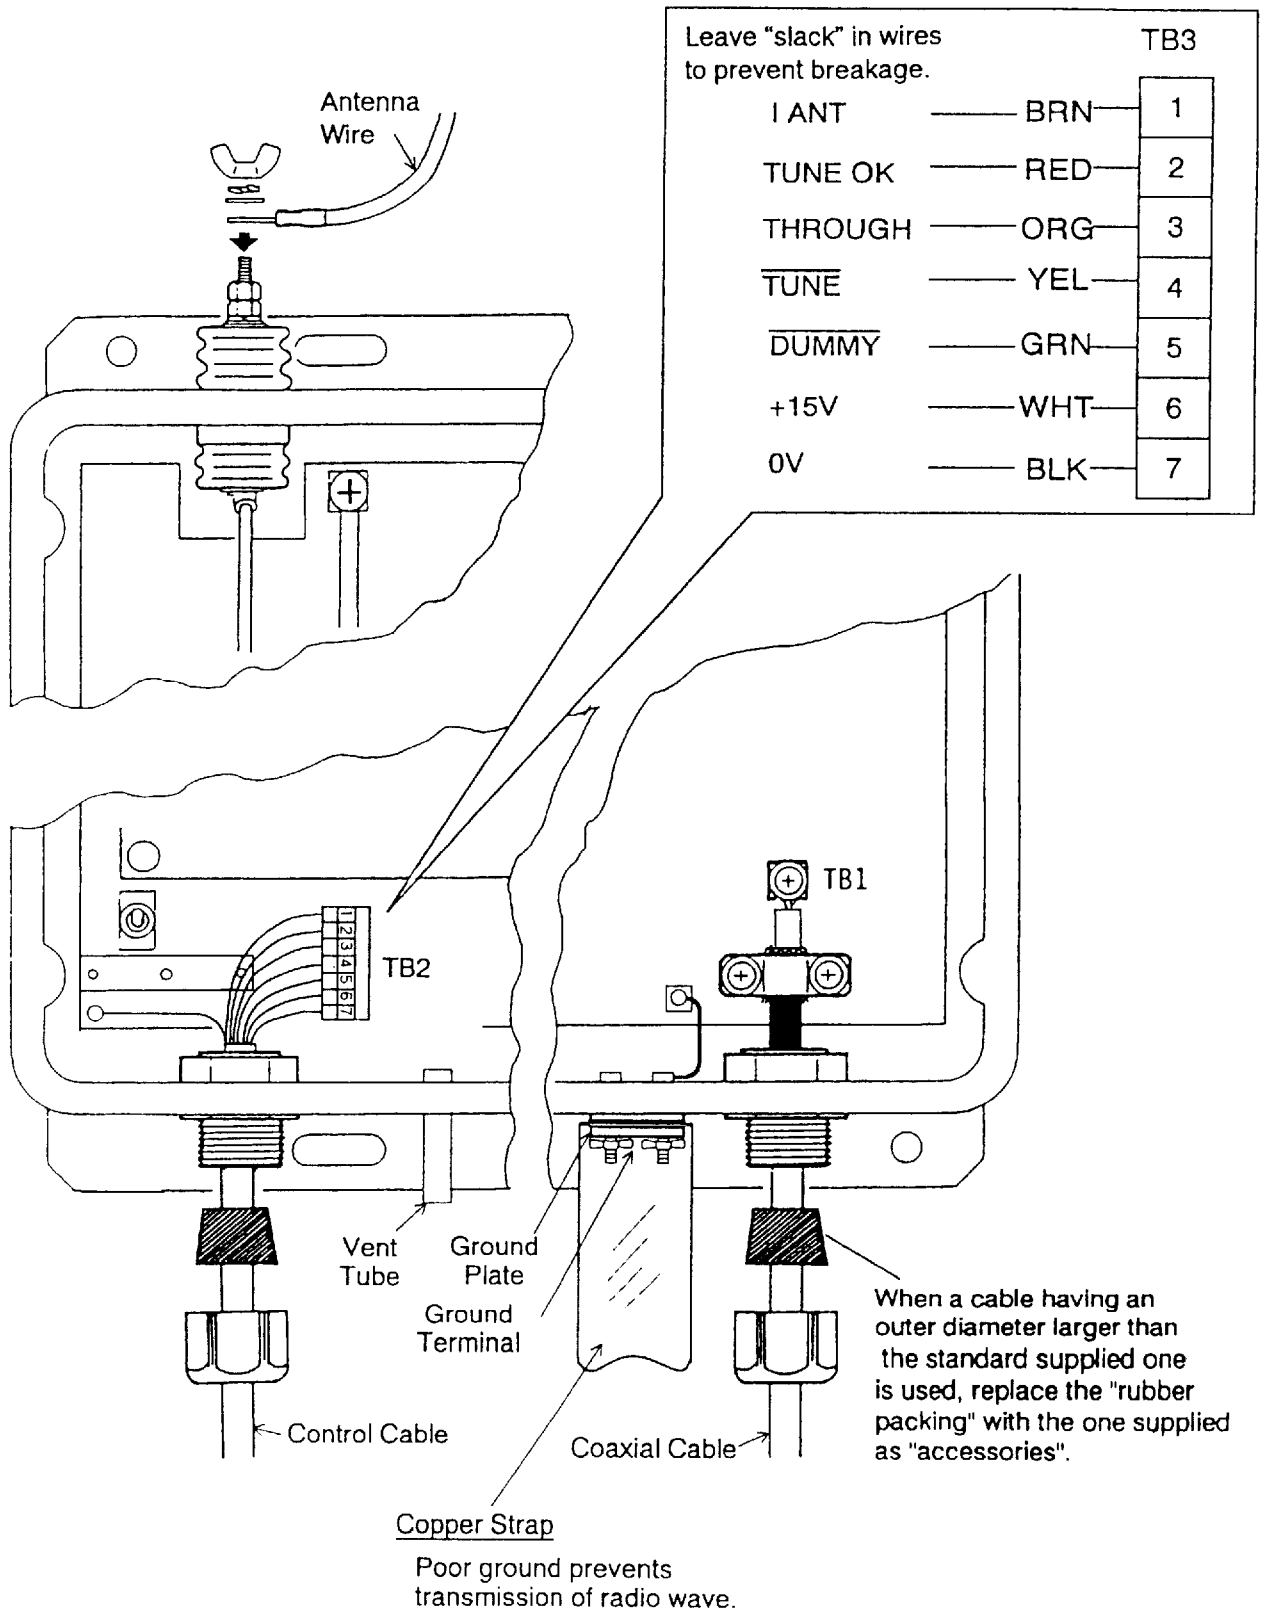 Leave "slack" in wires
to prevent breakage.
TB3
I ANT BRN 1
TUNE OK RED 2
THROUGH ORG 3
TUNE YEL 4
DUMMY GRN 5
+15V WHT 6
0V BLK 7
Antenna
Wire
1
2
3
4
5
6
7
TB2
TB1
Vent
Tube
Ground
Plate
Ground
Terminal
When a cable having an
outer diameter larger than
the standard supplied one
is used, replace the "rubber
packing" with the one supplied
as "accessories".
Control Cable
Coaxial Cable
Copper Strap
Poor ground prevents
transmission of radio wave.